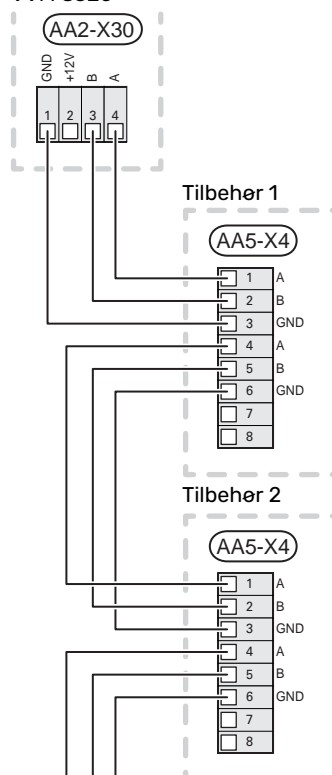 AA2-X30
GND
+12V
B
A
1 2 3 4
Tilbehør 1
AA5-X4
1 A
2 B
3 GND
4 A
5 B
6 GND
7
8
Tilbehør 2
AA5-X4
1 A
2 B
3 GND
4 A
5 B
6 GND
7
8